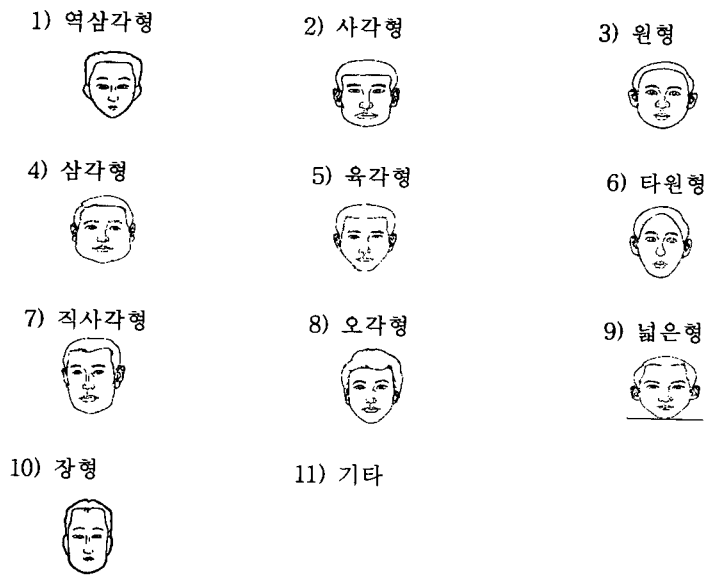 1) 역삼각형
2) 사각형
3) 원형
4) 삼각형
5) 육각형
6) 타원형
7) 직사각형
8) 오각형
9) 넓은형
10) 장형
11) 기타